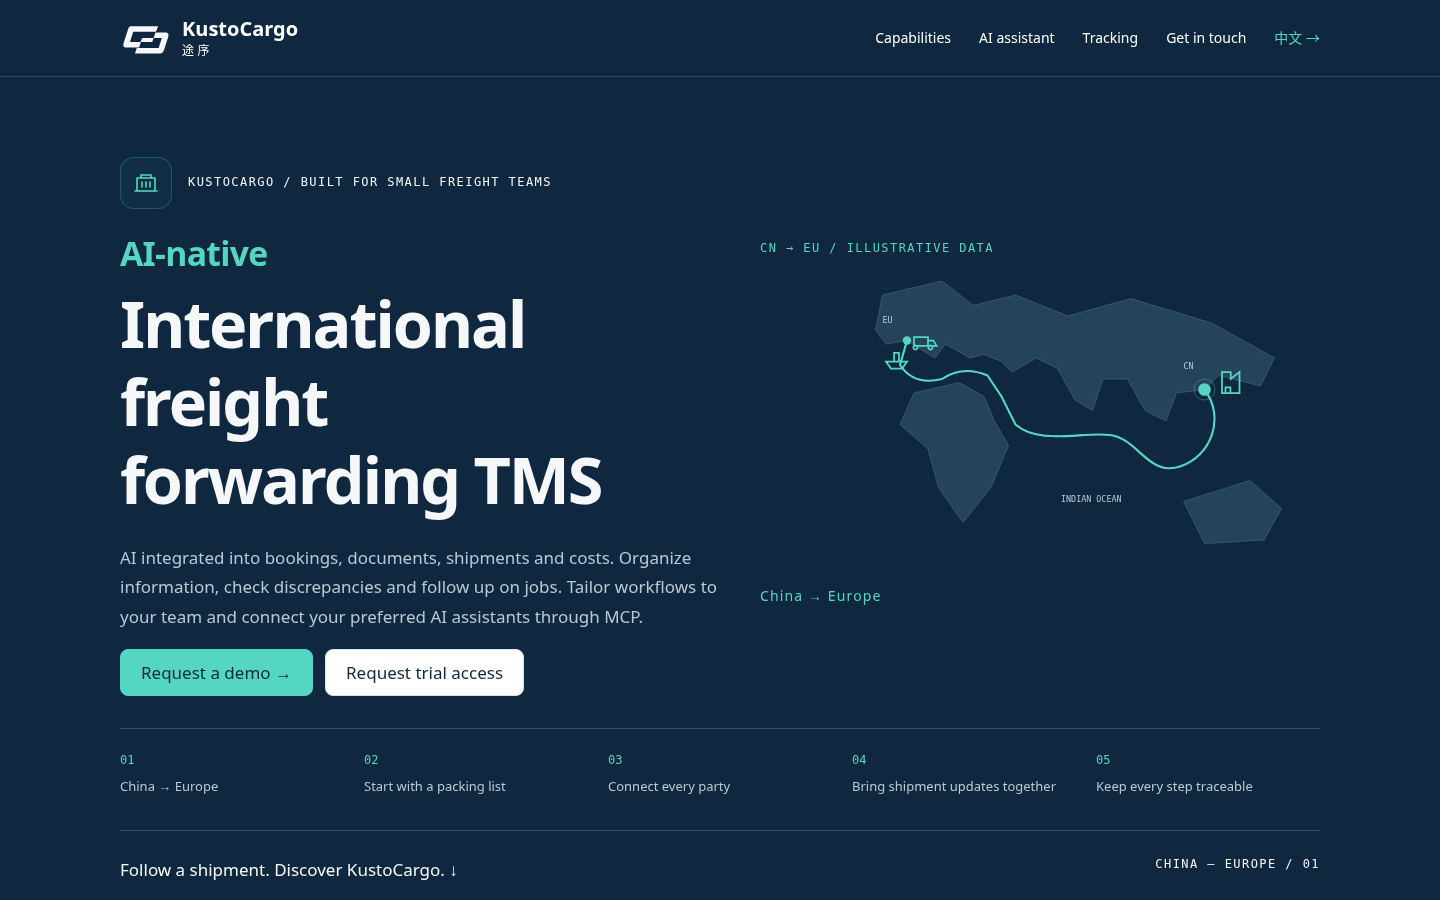 KustoCargo
途序
Capabilities
AI assistant
Tracking
Get in touch
中文 →
KUSTOCARGO / BUILT FOR SMALL FREIGHT TEAMS
AI-native
International
freight
forwarding TMS
AI integrated into bookings, documents, shipments and costs. Organize
information, check discrepancies and follow up on jobs. Tailor workflows to
your team and connect your preferred AI assistants through MCP.
Request a demo →
Request trial access
CN → EU / ILLUSTRATIVE DATA
EU
CN
INDIAN OCEAN
China → Europe
01
China → Europe
02
Start with a packing list
03
Connect every party
04
Bring shipment updates together
05
Keep every step traceable
Follow a shipment. Discover KustoCargo. ↓
CHINA — EUROPE / 01